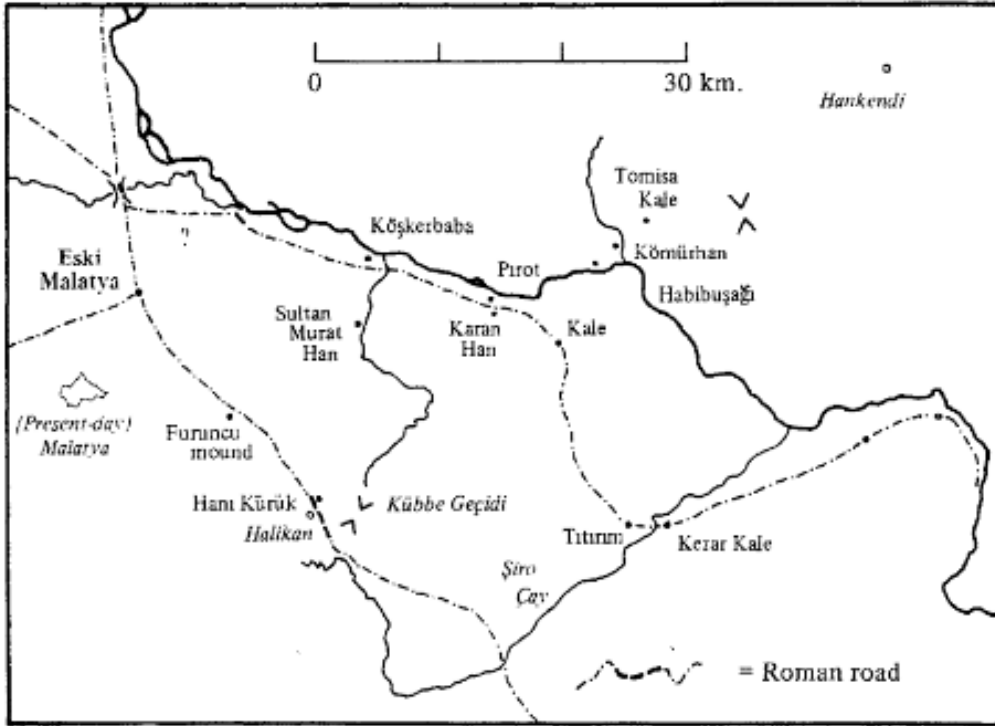 0
30 km.
Hankendi
Tomisa
Kale
Köşkerbaba
Kömürhan
?
Pırot
Eski
Malatya
Habibuşağı
Sultan
Murat
Han
Karan
Han
Kale
(Present-day)
Malatya
Furuncu
mound
Hanı Kürük
Kübbe Geçidi
Halikan
Tıtırım
Kerar Kale
Şiro
Çay
= Roman road